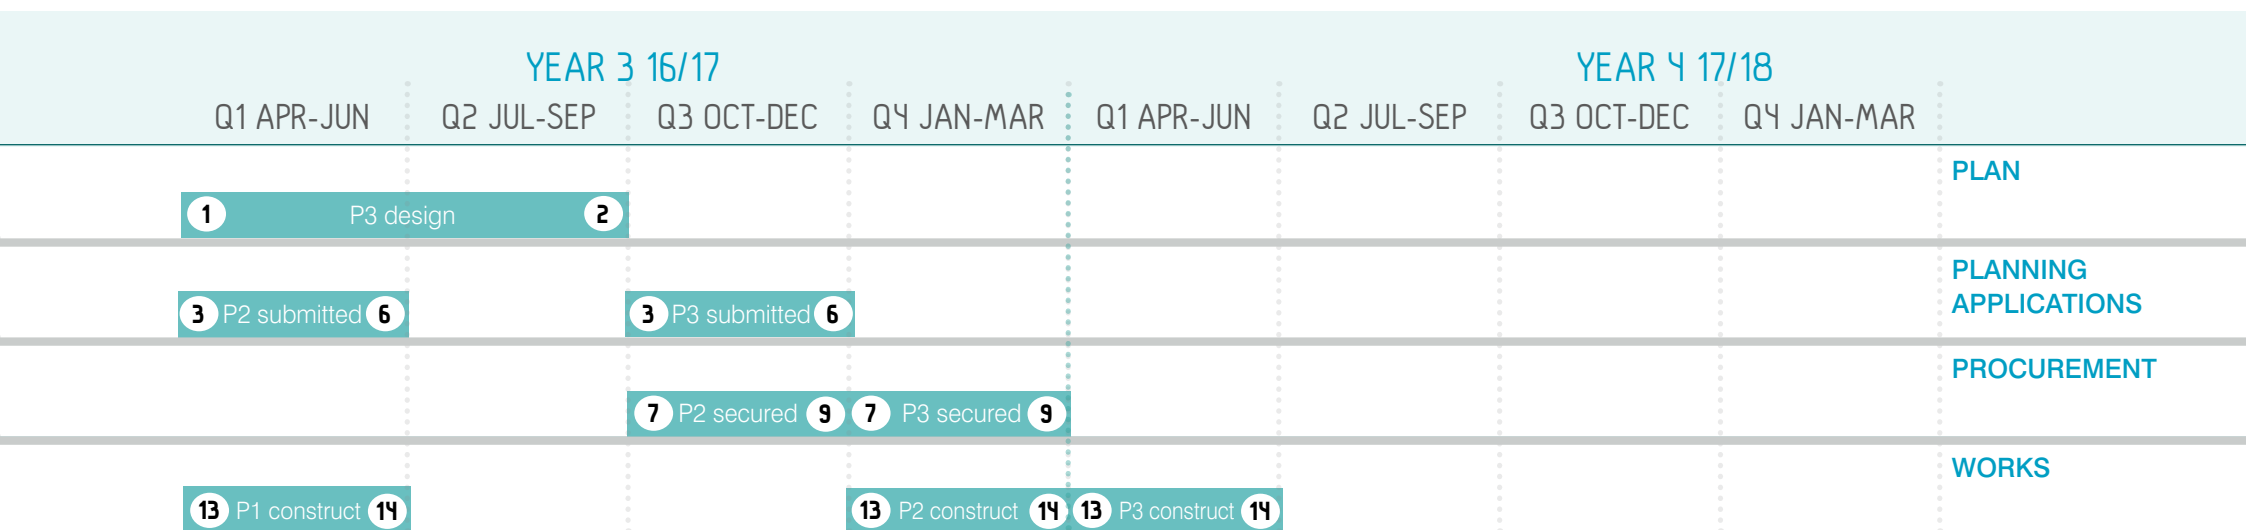 YEAR 3 16/17 YEAR 4 17/18
Q1 APR-JUN Q2 JUL-SEP Q3 OCT-DEC Q4 JAN-MAR Q1 APR-JUN Q2 JUL-SEP Q3 OCT-DEC Q4 JAN-MAR
PLAN
1 P3 design 2
PLANNING
APPLICATIONS
3 P2 submitted 6 3 P3 submitted 6
PROCUREMENT
7 P2 secured 9 7 P3 secured 9
WORKS
13 P1 construct 14 13 P2 construct 14 13 P3 construct 14